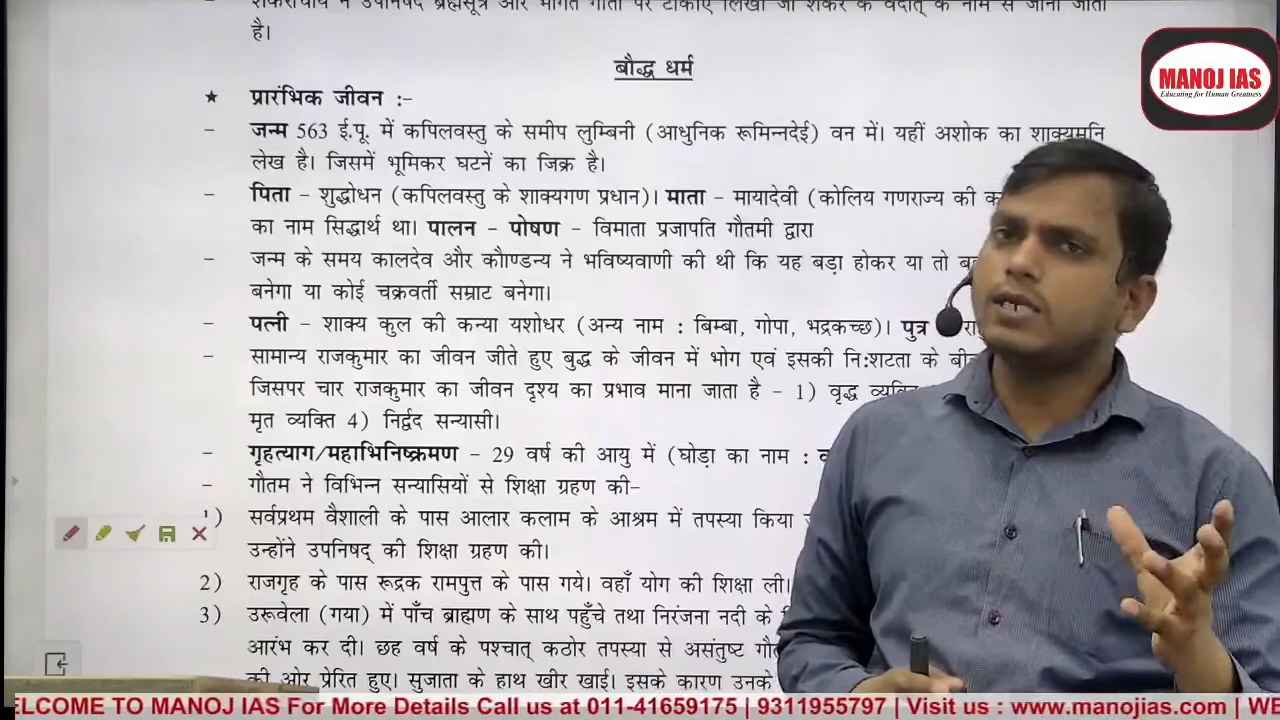 है।
बौद्ध धर्म
★ प्रारंभिक जीवन :-
- जन्म 563 ई.पू. में कपिलवस्तु के समीप लुम्बिनी (आधुनिक रूमिन्नदेई) वन में। यहीं अशोक का शाक्यमुनि
लेख है। जिसमें भूमिकर घटनें का जिक्र है।
- पिता - शुद्धोधन (कपिलवस्तु के शाक्यगण प्रधान)। माता - मायादेवी (कोलिय गणराज्य की
का नाम सिद्धार्थ था। पालन - पोषण - विमाता प्रजापति गौतमी द्वारा
- जन्म के समय कालदेव और कौाण्डन्य ने भविष्यवाणी की थी कि यह बड़ा होकर या तो
बनेगा या कोई चक्रवर्ती सम्राट बनेगा।
- पत्नी - शाक्य कुल की कन्या यशोधर (अन्य नाम : बिम्बा, गोपा, भद्रकच्छ)। पुत्र
- सामान्य राजकुमार का जीवन जीते हुए बुद्ध के जीवन में भोग एवं इसकी नि:शटता के
जिसपर चार राजकुमार का जीवन दृश्य का प्रभाव माना जाता है - 1) वृद्ध
मृत व्यक्ति 4) निर्द्वद सन्यासी।
- गृहत्याग/महाभिनिष्क्रमण - 29 वर्ष की आयु में (घोड़ा का नाम :
- गौतम ने विभिन्न सन्यासियों से शिक्षा ग्रहण की-
1) सर्वप्रथम वैशाली के पास आलार कलाम के आश्रम में तपस्या किया
उन्होंने उपनिषद् की शिक्षा ग्रहण की।
2) राजगृह के पास रूद्रक रामपुत्त के पास गये। वहाँ योग की शिक्षा ली।
3) उरूवेला (गया) में पाँच ब्राह्मण के साथ पहुँचे तथा निरंजना नदी के
आरंभ कर दी। छह वर्ष के पश्चात् कठोर तपस्या से असंतुष्ट
की ओर प्रेरित हुए। सुजाता के हाथ खीर खाई। इसके कारण उनके
MANOJ IAS
Educating for Human Greatness
ELCOME TO MANOJ IAS For More Details Call us at 011-41659175 | 9311955797 | Visit us : www.manojias.com | WE